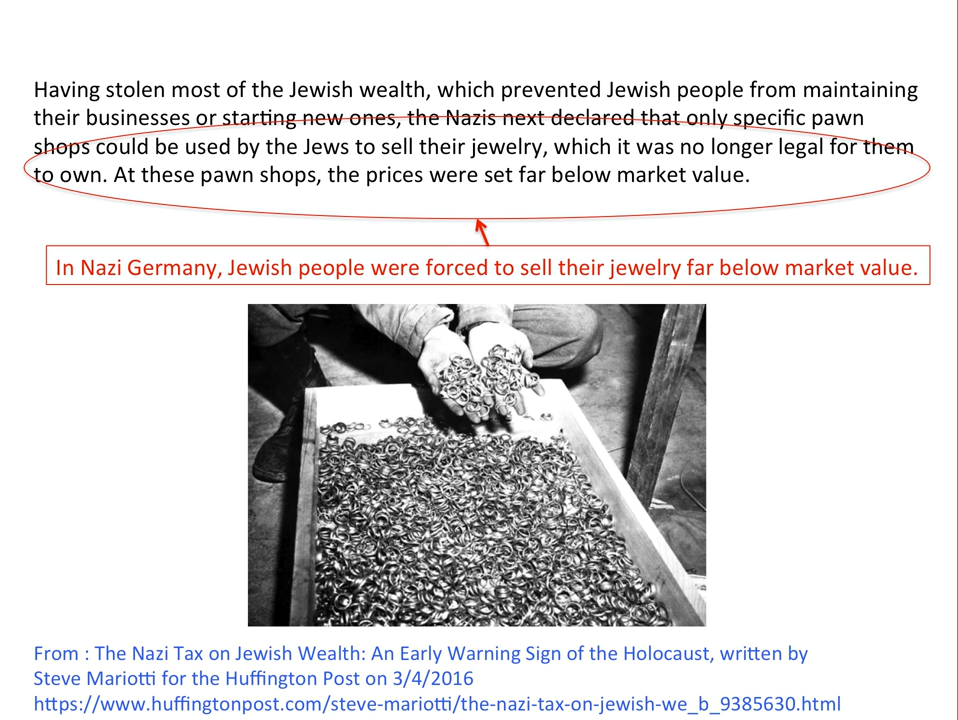 Having stolen most of the Jewish wealth, which prevented Jewish people from maintaining
their businesses or starting new ones, the Nazis next declared that only specific pawn
shops could be used by the Jews to sell their jewelry, which it was no longer legal for them
to own. At these pawn shops, the prices were set far below market value.
In Nazi Germany, Jewish people were forced to sell their jewelry far below market value.
From : The Nazi Tax on Jewish Wealth: An Early Warning Sign of the Holocaust, written by
Steve Mariotti for the Huffington Post on 3/4/2016
https://www.huffingtonpost.com/steve-mariotti/the-nazi-tax-on-jewish-we_b_9385630.html